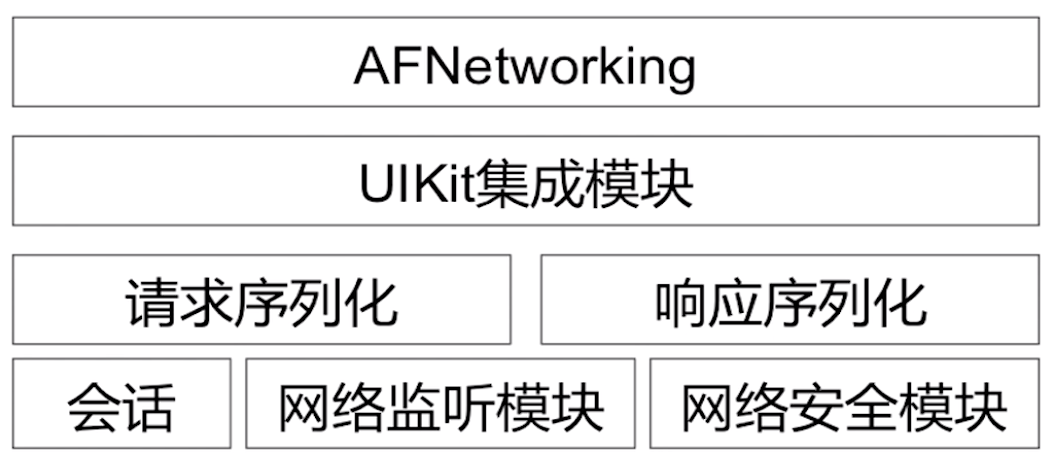 AFNetworking
UIKit集成模块
请求序列化
响应序列化
会话
网络监听模块
网络安全模块